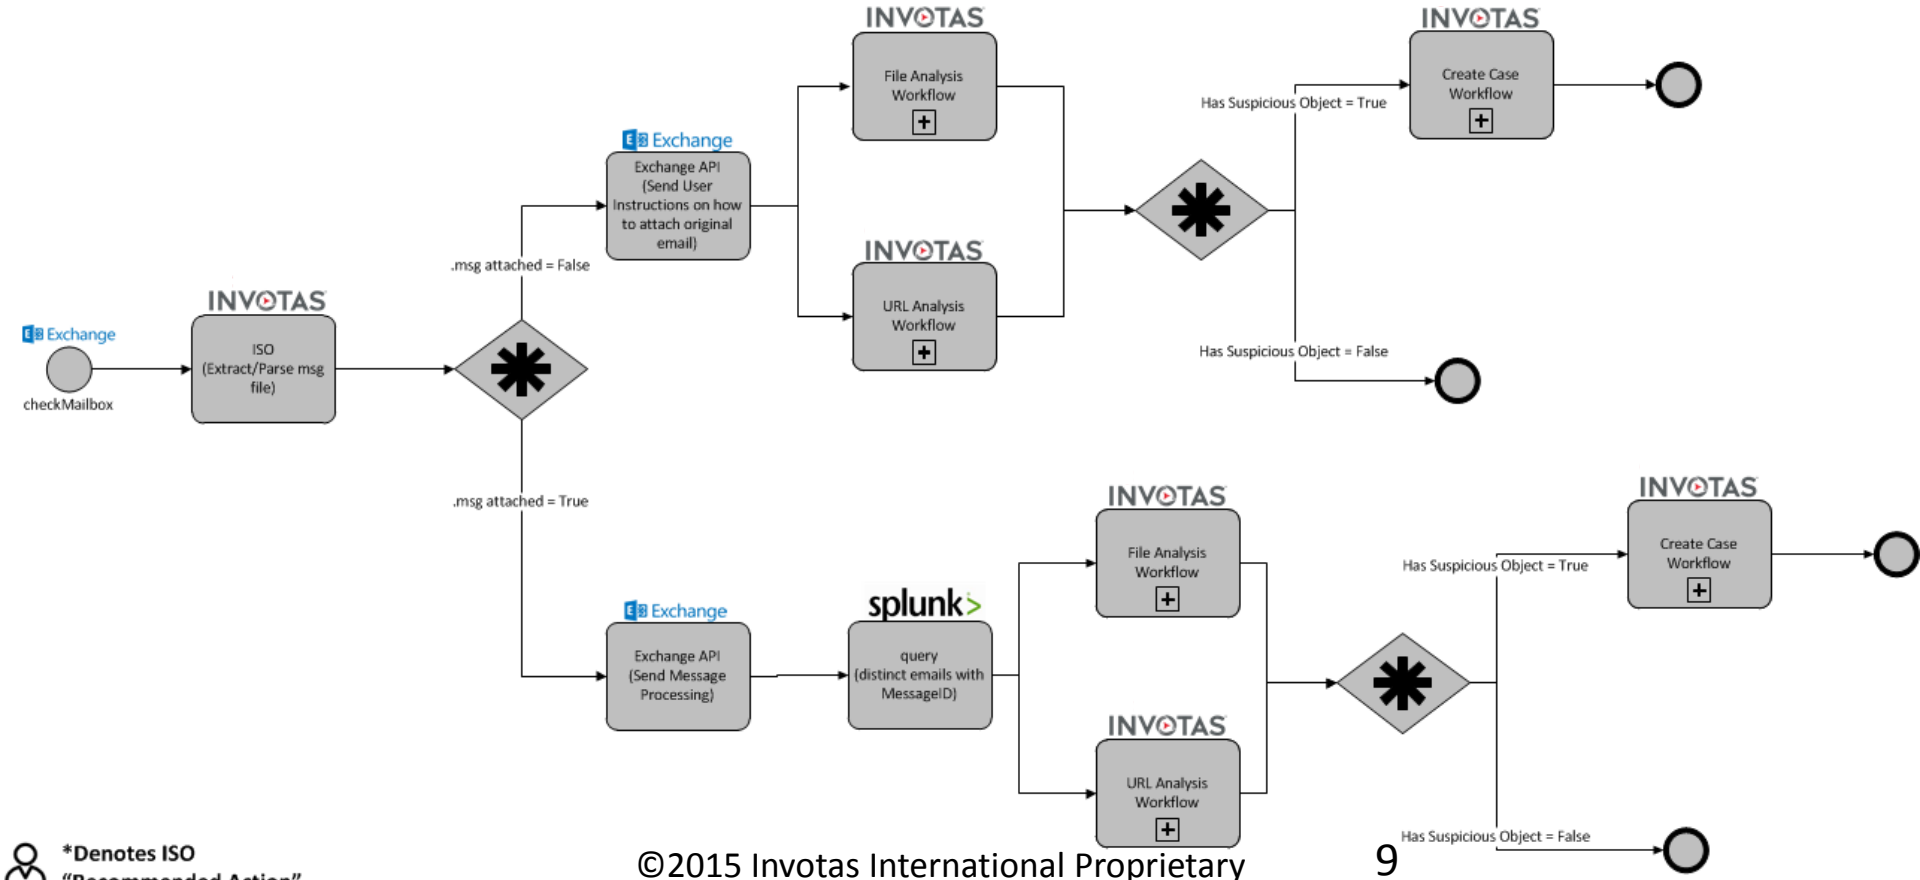 INVOTAS
File Analysis
Workflow
INVOTAS
Create Case
Workflow
Has Suspicious Object = True
E Exchange
Exchange API
(Send User
Instructions on how
to attach original
email)
.msg attached = False
INVOTAS
URL Analysis
Workflow
Has Suspicious Object = False
E Exchange
checkMailbox
INVOTAS
ISO
(Extract/Parse msg
file)
.msg attached = True
E Exchange
Exchange API
(Send Message
Processing)
splunk>
query
(distinct emails with
MessageID)
INVOTAS
File Analysis
Workflow
INVOTAS
URL Analysis
Workflow
Has Suspicious Object = True
INVOTAS
Create Case
Workflow
Has Suspicious Object = False
*Denotes ISO
"Recommended Action"
©2015 Invotas International Proprietary
9